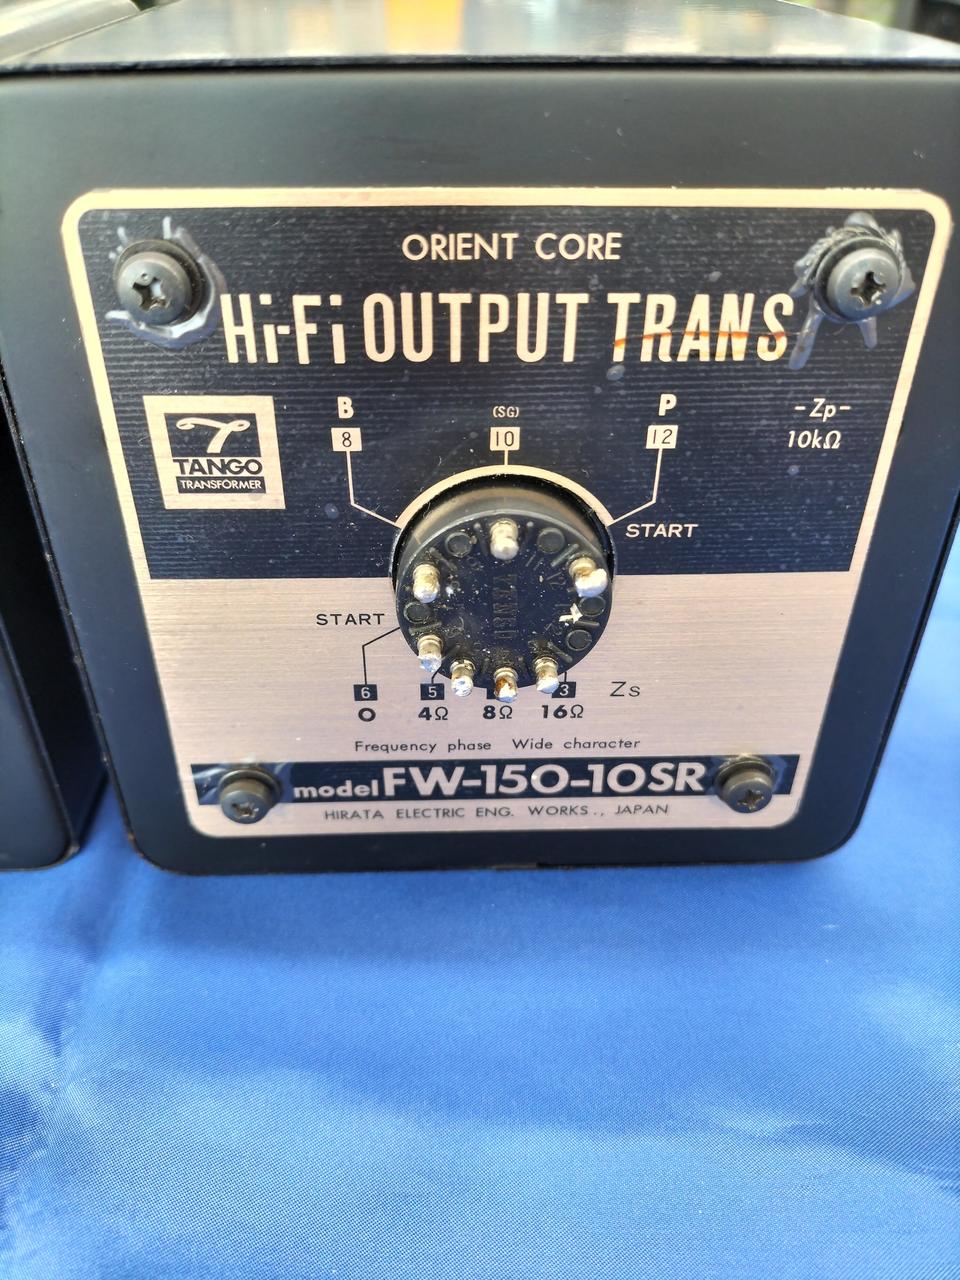 ORIENT CORE
Hi-Fi OUTPUT TRANS
B
(SG)
P
-Zp-
8
10
12
10kΩ
TANGO
TRANSFORMER
START
START
6
5
3
Zs
0
4Ω
8Ω
16Ω
Frequency phase Wide character
model FW-150-10SR
HIRATA ELECTRIC ENG. WORKS., JAPAN